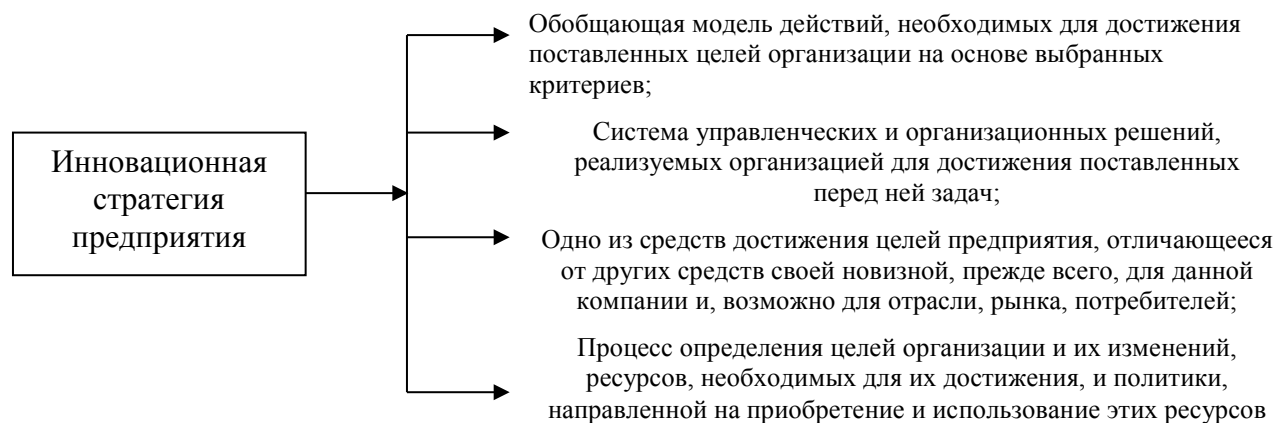 Инновационная
стратегия
предприятия
Обобщающая модель действий, необходимых для достижения
поставленных целей организации на основе выбранных
критериев;
Система управленческих и организационных решений,
реализуемых организацией для достижения поставленных
перед ней задач;
Одно из средств достижения целей предприятия, отличающееся
от других средств своей новизной, прежде всего, для данной
компании и, возможно для отрасли, рынка, потребителей;
Процесс определения целей организации и их изменений,
ресурсов, необходимых для их достижения, и политики,
направленной на приобретение и использование этих ресурсов